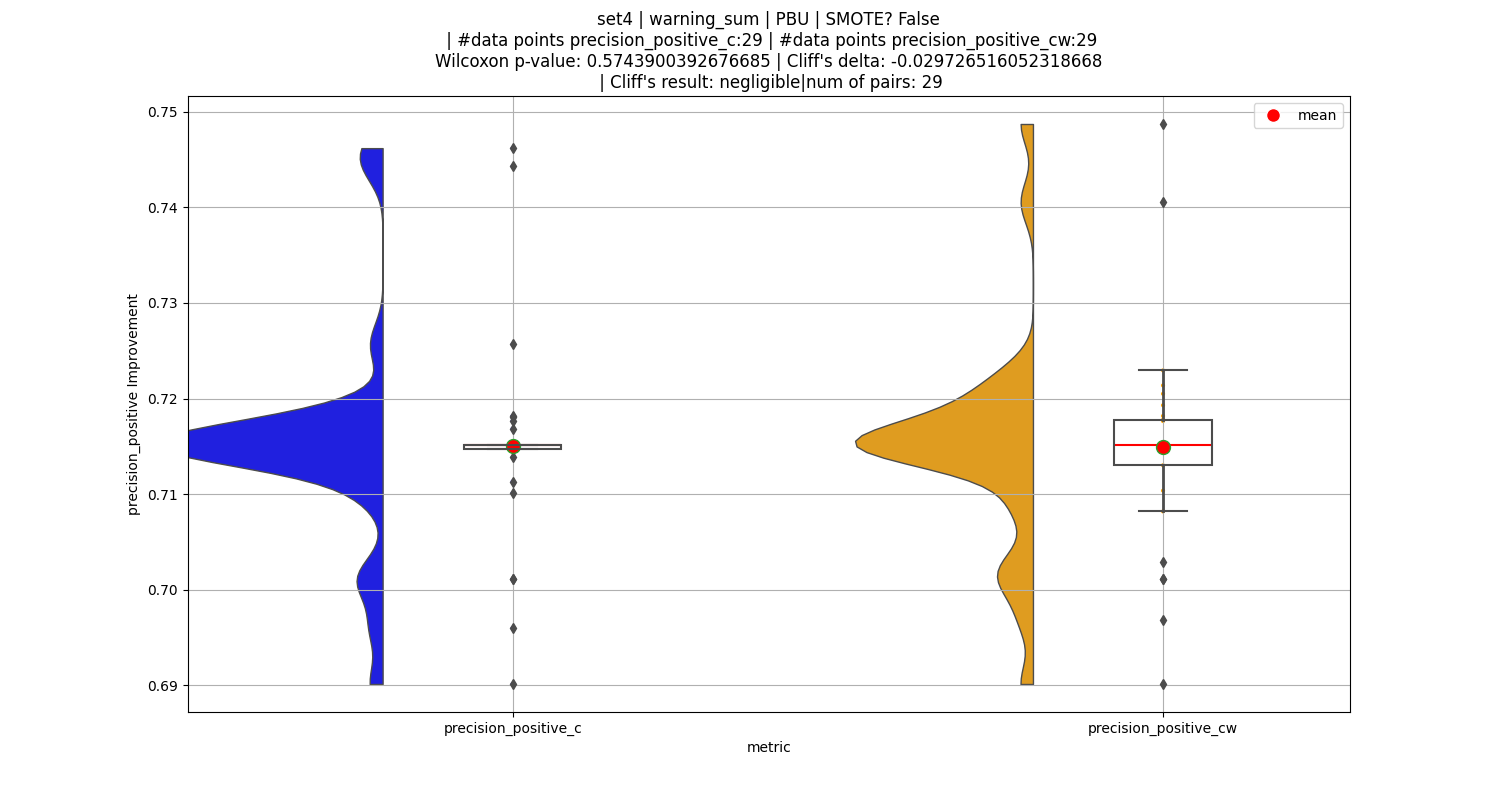 set4 | warning_sum | PBU | SMOTE? False
| #data points precision_positive_c:29 | #data points precision_positive_cw:29
Wilcoxon p-value: 0.5743900392676685 | Cliff's delta: -0.029726516052318668
| Cliff's result: negligible|num of pairs: 29
mean
0.75
0.74
0.73
0.72
0.71
0.70
0.69
precision_positive Improvement
precision_positive_c
precision_positive_cw
metric